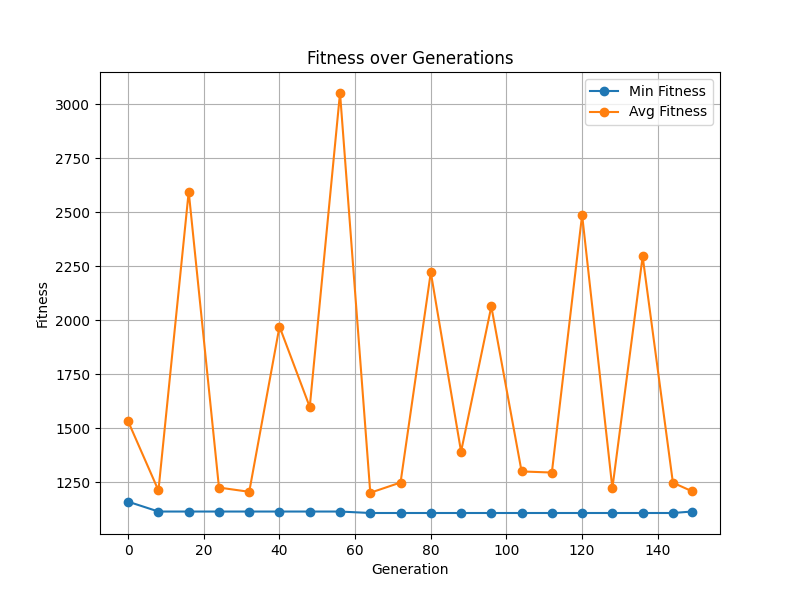 Fitness over Generations
Min Fitness
Avg Fitness
3000
2750
2500
2250
2000
1750
1500
1250
Fitness
0 20 40 60 80 100 120 140
Generation